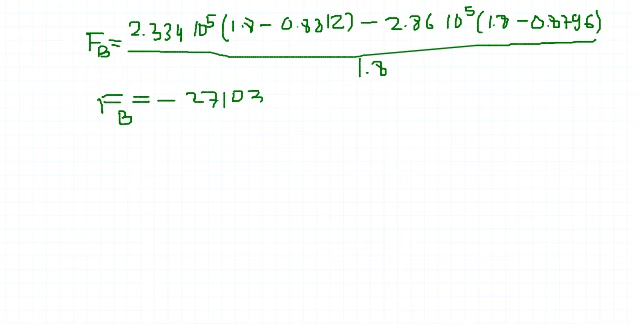 F_B = (2.334 10^5 (1.8 - 0.8812) - 2.86 10^5 (1.8 - 0.8796)) / 1.8
F_B = - 27103